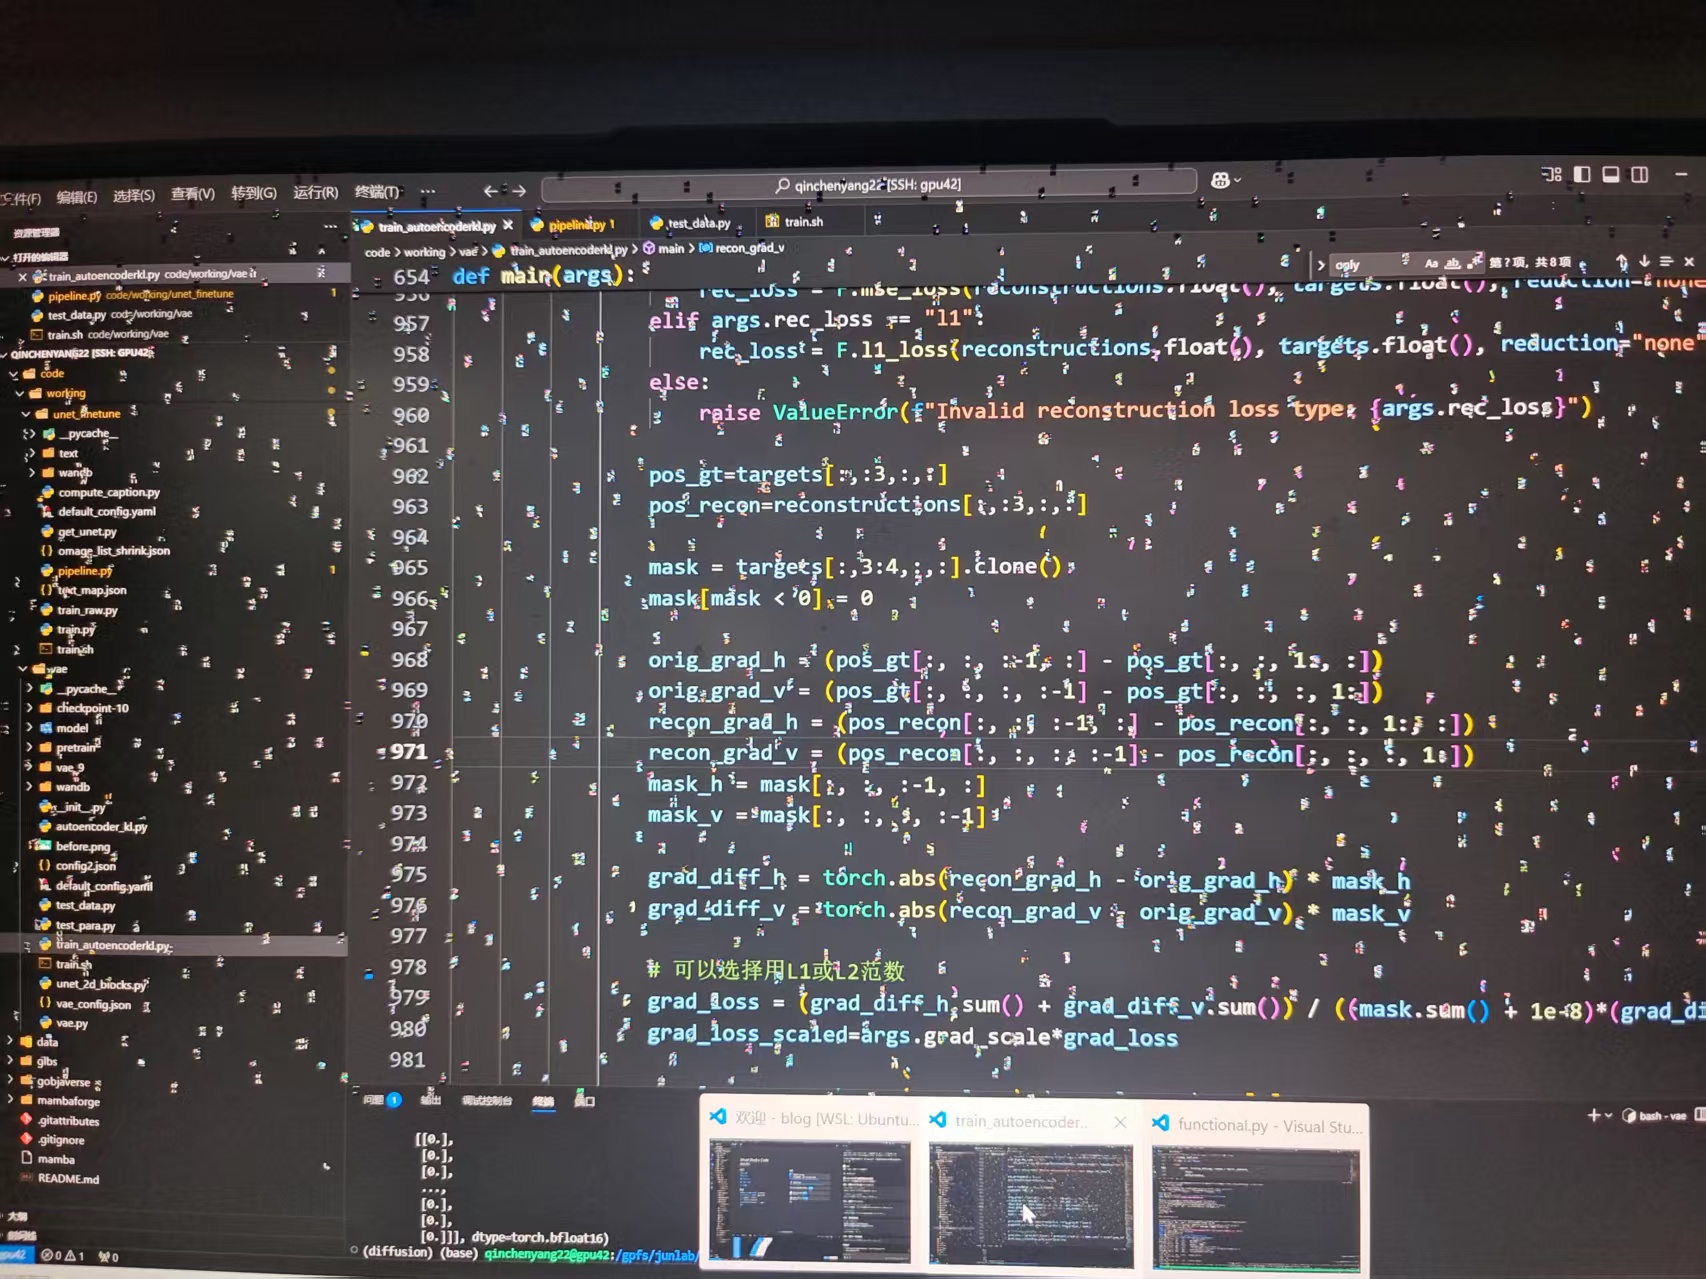 编辑(E) 选择(S) 查看(V) 转到(G) 运行(R) 终端(T) ···
qinchenyang22 [SSH: gpu42]
资源管理器
打开的编辑器
train_autoencoderkl.py code/working/vae
pipeline.py code/working/unet_finetune 1
test_data.py code/working/vae
train.sh code/working/vae
QINCHENYANG22 [SSH: GPU42]
code
working
unet_finetune
__pycache__
text
wandb
compute_caption.py
default_config.yaml
get_unet.py
omage_list_shrink.json
pipeline.py 1
text_map.json
train_raw.py
train.py
train.sh
vae
__pycache__
checkpoint-10
model
pretrain
vae_9
wandb
__init__.py
autoencoder_kl.py
before.png
config2.json
default_config.yaml
test_data.py
test_para.py
train_autoencoderkl.py
train.sh
unet_2d_blocks.py
vae_config.json
vae.py
data
glbs
gobjaverse
mambaforge
.gitattributes
.gitignore
mamba
README.md
大纲
train_autoencoderkl.py pipeline.py 1 test_data.py train.sh
code > working > vae > train_autoencoderkl.py > main > recon_grad_v
ogly Aa ab 第?项, 共8项
654 def main(args):
956 rec_loss = F.mse_loss(reconstructions.float(), targets.float(), reduction="none
957 elif args.rec_loss == "l1":
958 rec_loss = F.l1_loss(reconstructions.float(), targets.float(), reduction="none"
959 else:
960 raise ValueError(f"Invalid reconstruction loss type: {args.rec_loss}")
961
962 pos_gt=targets[:,:3,:,:]
963 pos_recon=reconstructions[:,:3,:,:]
964
965 mask = targets[:,3:4,:,:].clone()
966 mask[mask < 0] = 0
967
968 orig_grad_h = (pos_gt[:, :, :-1, :] - pos_gt[:, :, 1:, :])
969 orig_grad_v = (pos_gt[:, :, :, :-1] - pos_gt[:, :, :, 1:])
970 recon_grad_h = (pos_recon[:, :, :-1, :] - pos_recon[:, :, 1:, :])
971 recon_grad_v = (pos_recon[:, :, :, :-1] - pos_recon[:, :, :, 1:])
972 mask_h = mask[:, :, :-1, :]
973 mask_v = mask[:, :, :, :-1]
974
975 grad_diff_h = torch.abs(recon_grad_h - orig_grad_h) * mask_h
976 grad_diff_v = torch.abs(recon_grad_v - orig_grad_v) * mask_v
977
978 # 可以选择用L1或L2范数
979 grad_loss = (grad_diff_h.sum() + grad_diff_v.sum()) / ((mask.sum() + 1e-8)*(grad_di
980 grad_loss_scaled=args.grad_scale*grad_loss
981
问题 1 输出 调试控制台 终端 端口
bash - vae
[[0.],
[0.],
[0.],
...,
[0.],
[0.],
[0.]]], dtype=torch.bfloat16)
(diffusion) (base) qinchenyang22@gpu42:/gpfs/junlab/
欢迎 - blog [WSL: Ubuntu...
train_autoencoder...
functional.py - Visual Stu...
gpu42 0 1 0